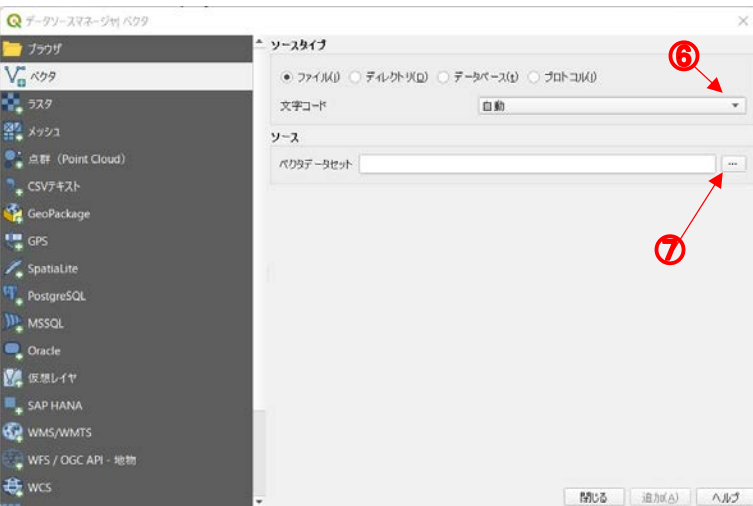 データソースマネージャ| ベクタ
ブラウザ
ベクタ
ラスタ
メッシュ
点群 (Point Cloud)
CSVテキスト
GeoPackage
GPS
SpatiaLite
PostgreSQL
MSSQL
Oracle
仮想レイヤ
SAP HANA
WMS/WMTS
WFS / OGC API - 地物
WCS
ソースタイプ
⑥
ファイル(i) ディレクトリ(D) データベース(t) プロトコル(l)
文字コード 自動
ソース
ベクタデータセット ...
⑦
閉じる 追加(A) ヘルプ